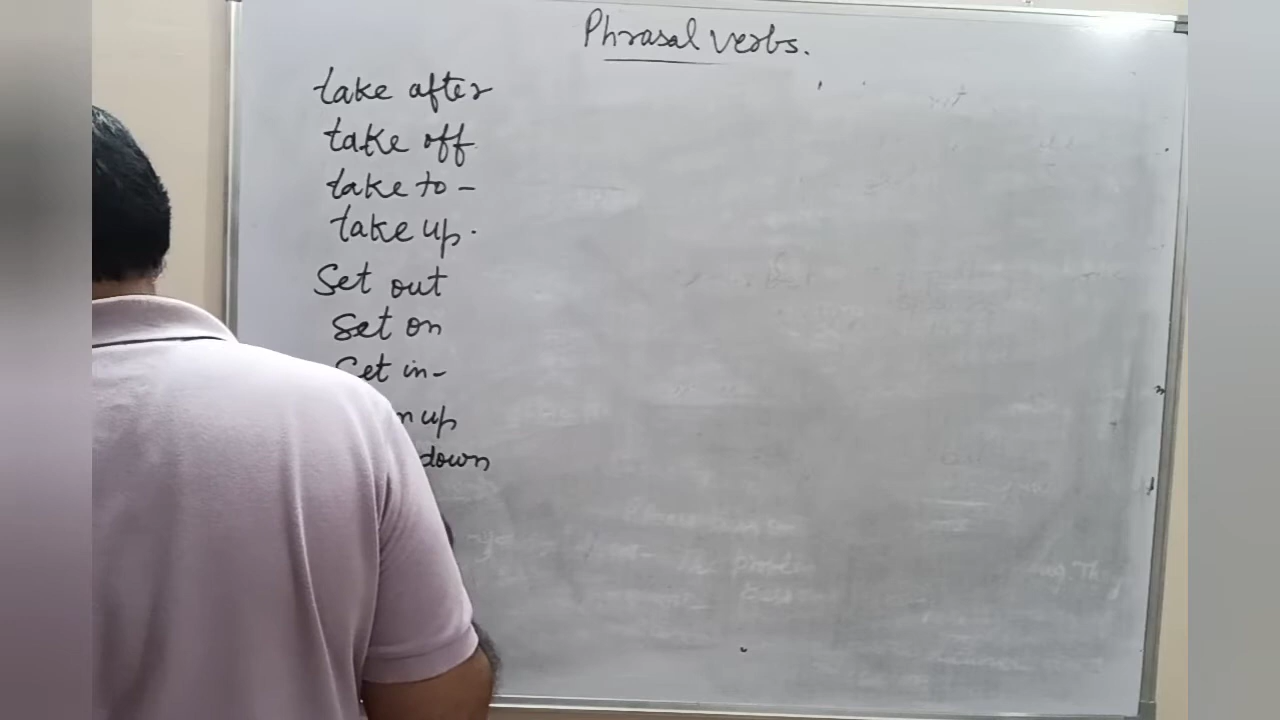 Phrasal verbs.
take after
take off
take to -
take up.
Set out
Set on
Set in-
up
down